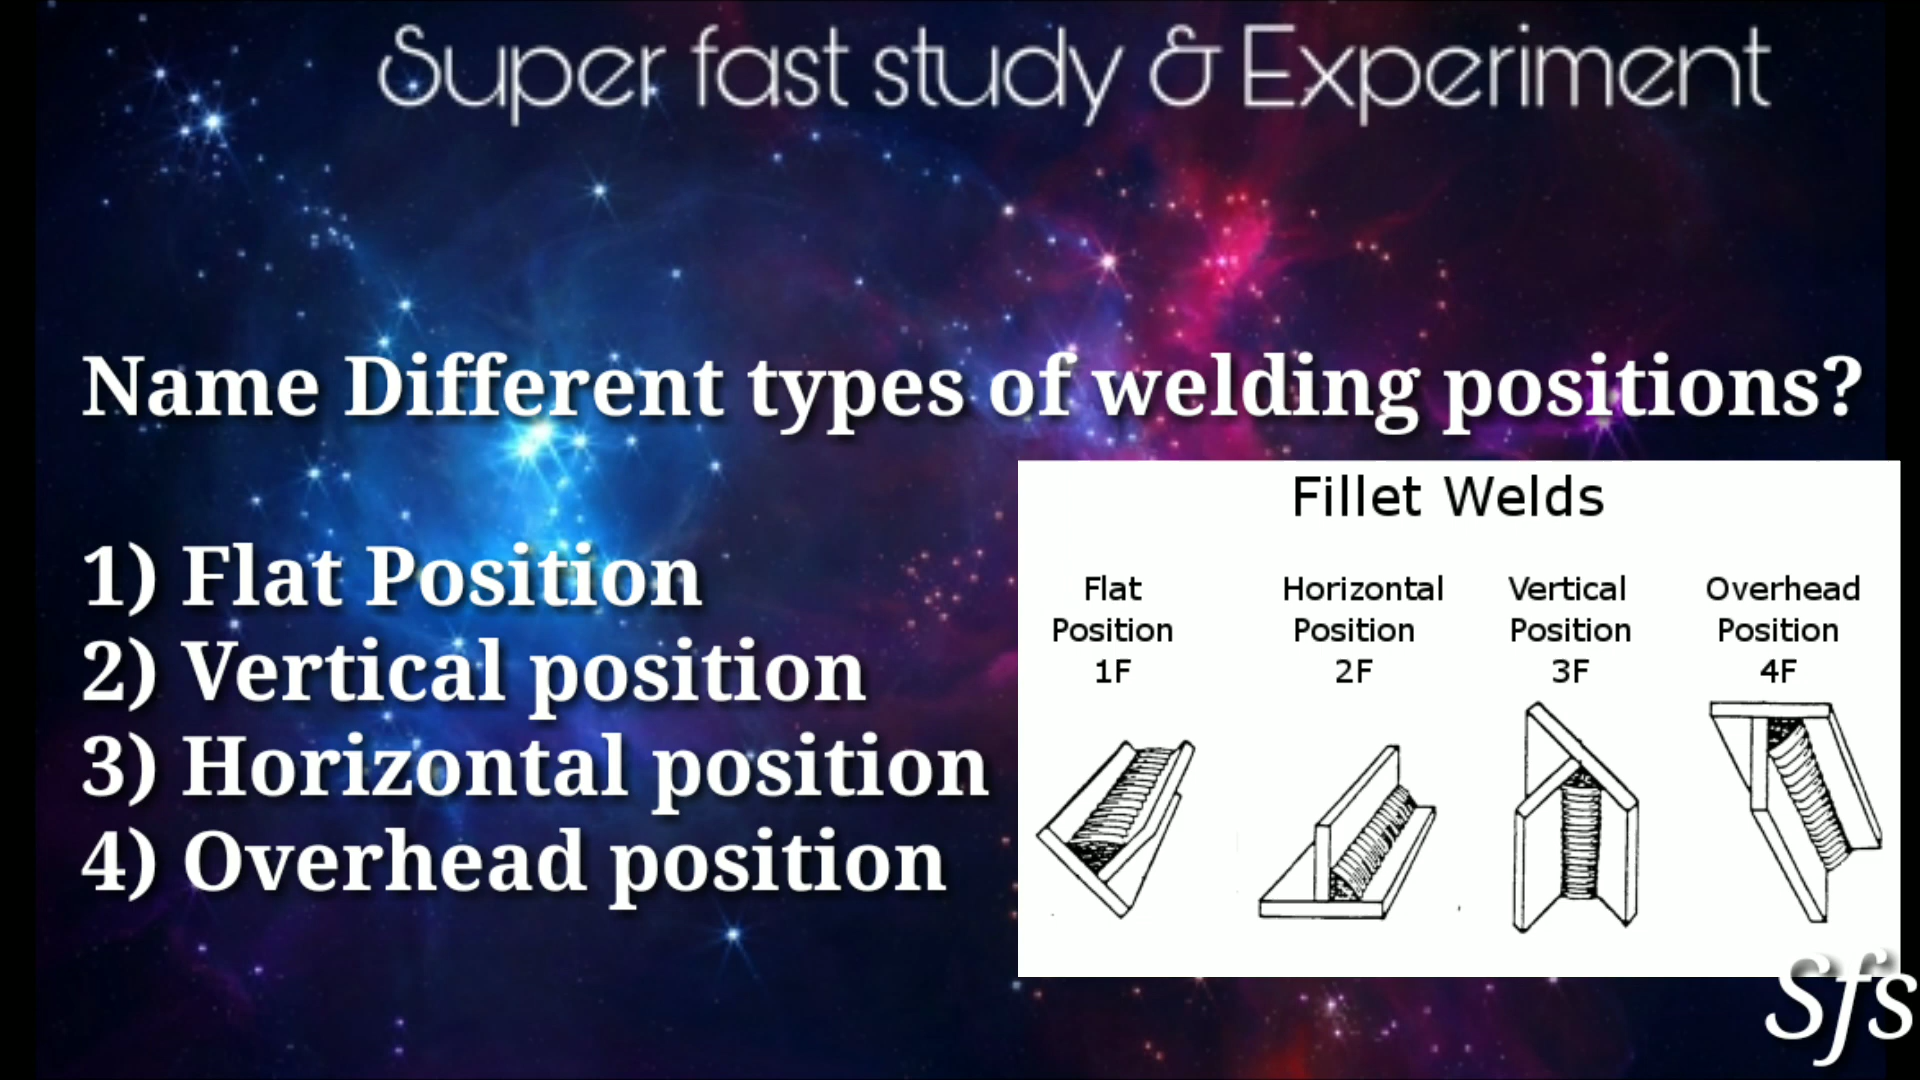 Super fast study & Experiment
Name Different types of welding positions?
1) Flat Position
2) Vertical position
3) Horizontal position
4) Overhead position
Fillet Welds
Flat Position 1F
Horizontal Position 2F
Vertical Position 3F
Overhead Position 4F
Sfs